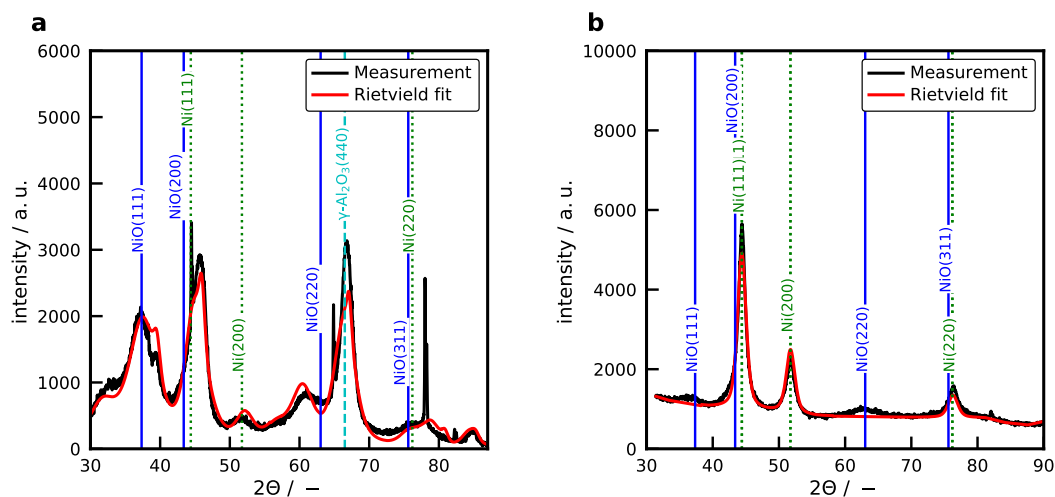 a
6000
5000
4000
3000
2000
1000
0
intensity / a. u.
30
40
50
60
70
80
2Θ / −
Measurement
Rietvield fit
NiO(111)
NiO(200)
Ni(111)
Ni(200)
NiO(220)
γ-Al2O3(440)
NiO(311)
Ni(220)
b
10000
8000
6000
4000
2000
0
intensity / a. u.
30
40
50
60
70
80
90
2Θ / −
Measurement
Rietvield fit
NiO(111)
NiO(200)
Ni(111)
Ni(200)
NiO(220)
NiO(311)
Ni(220)